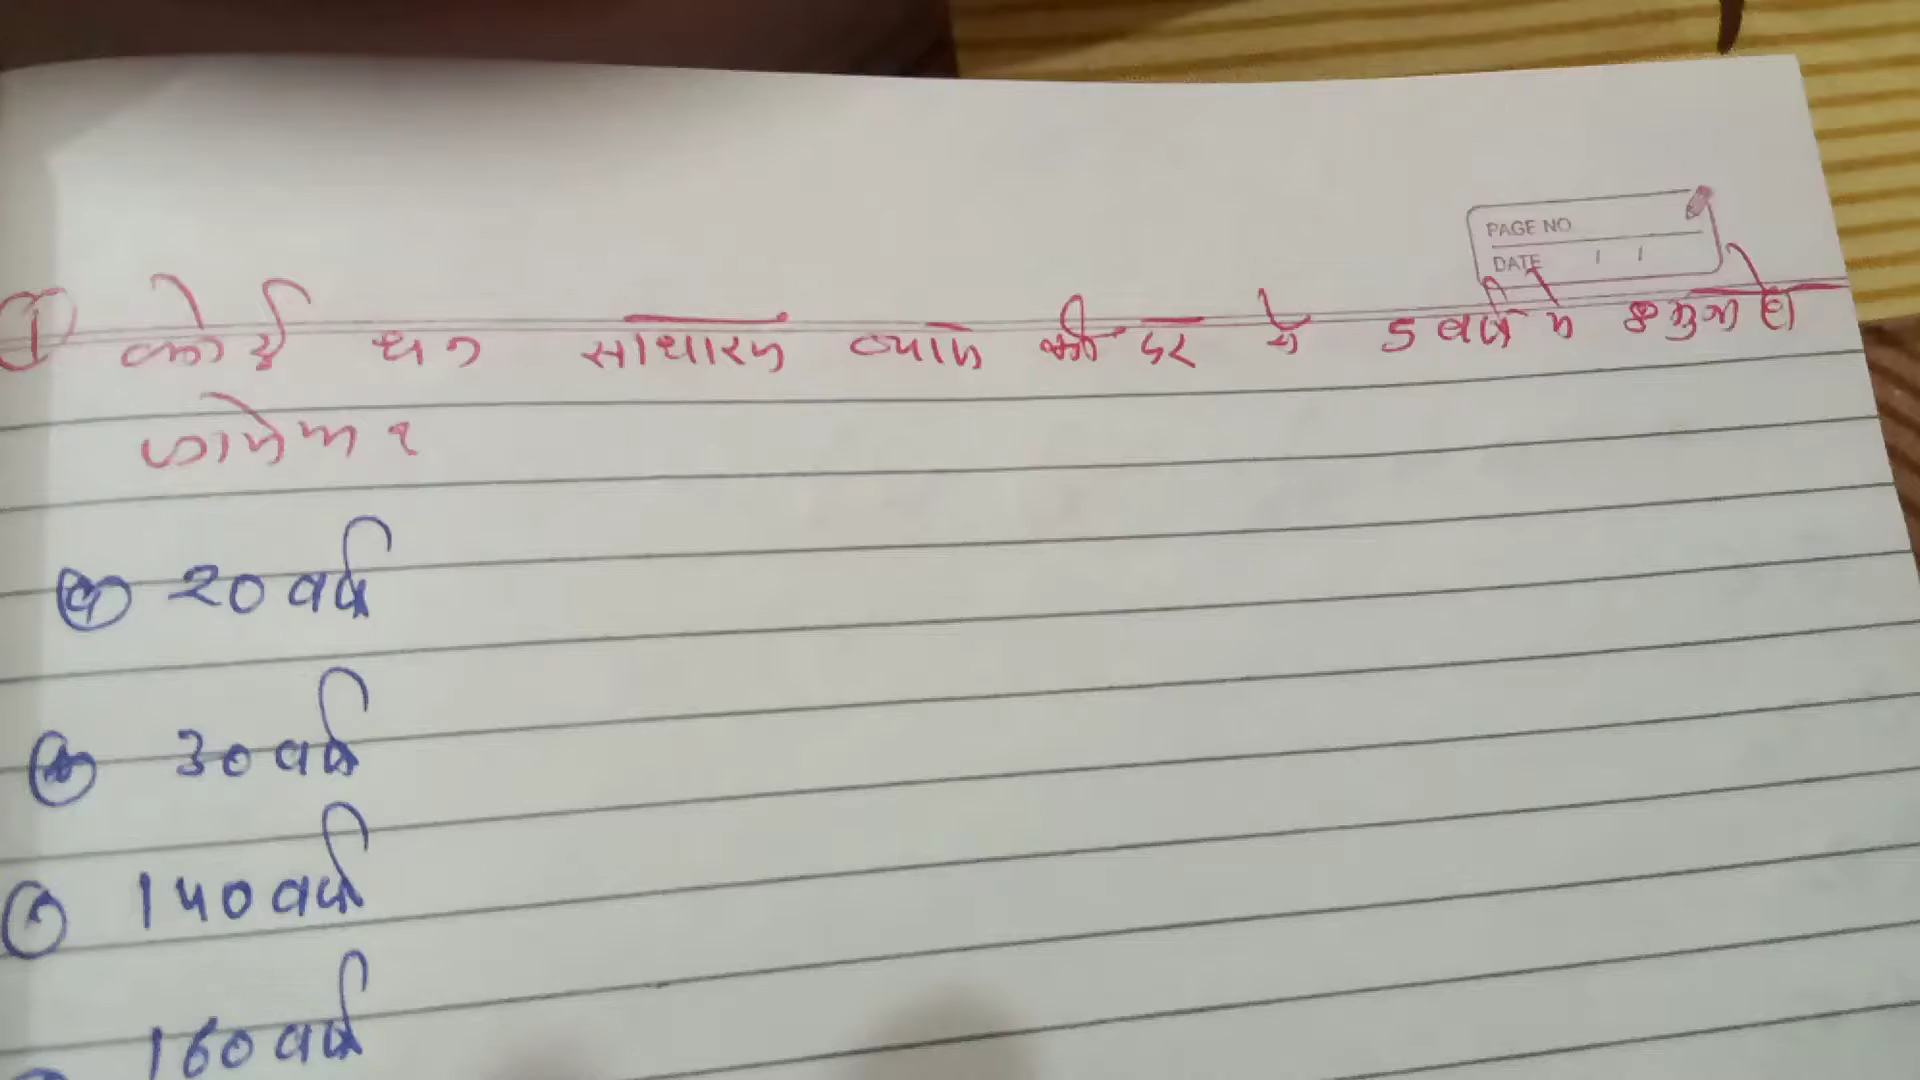 PAGE NO
DATE / /
① कोई धन साधारण ब्याज की दर से 5 वर्ष में गुना हो
जायेगा ?
20 वर्ष
30 वर्ष
140 वर्ष
160 वर्ष